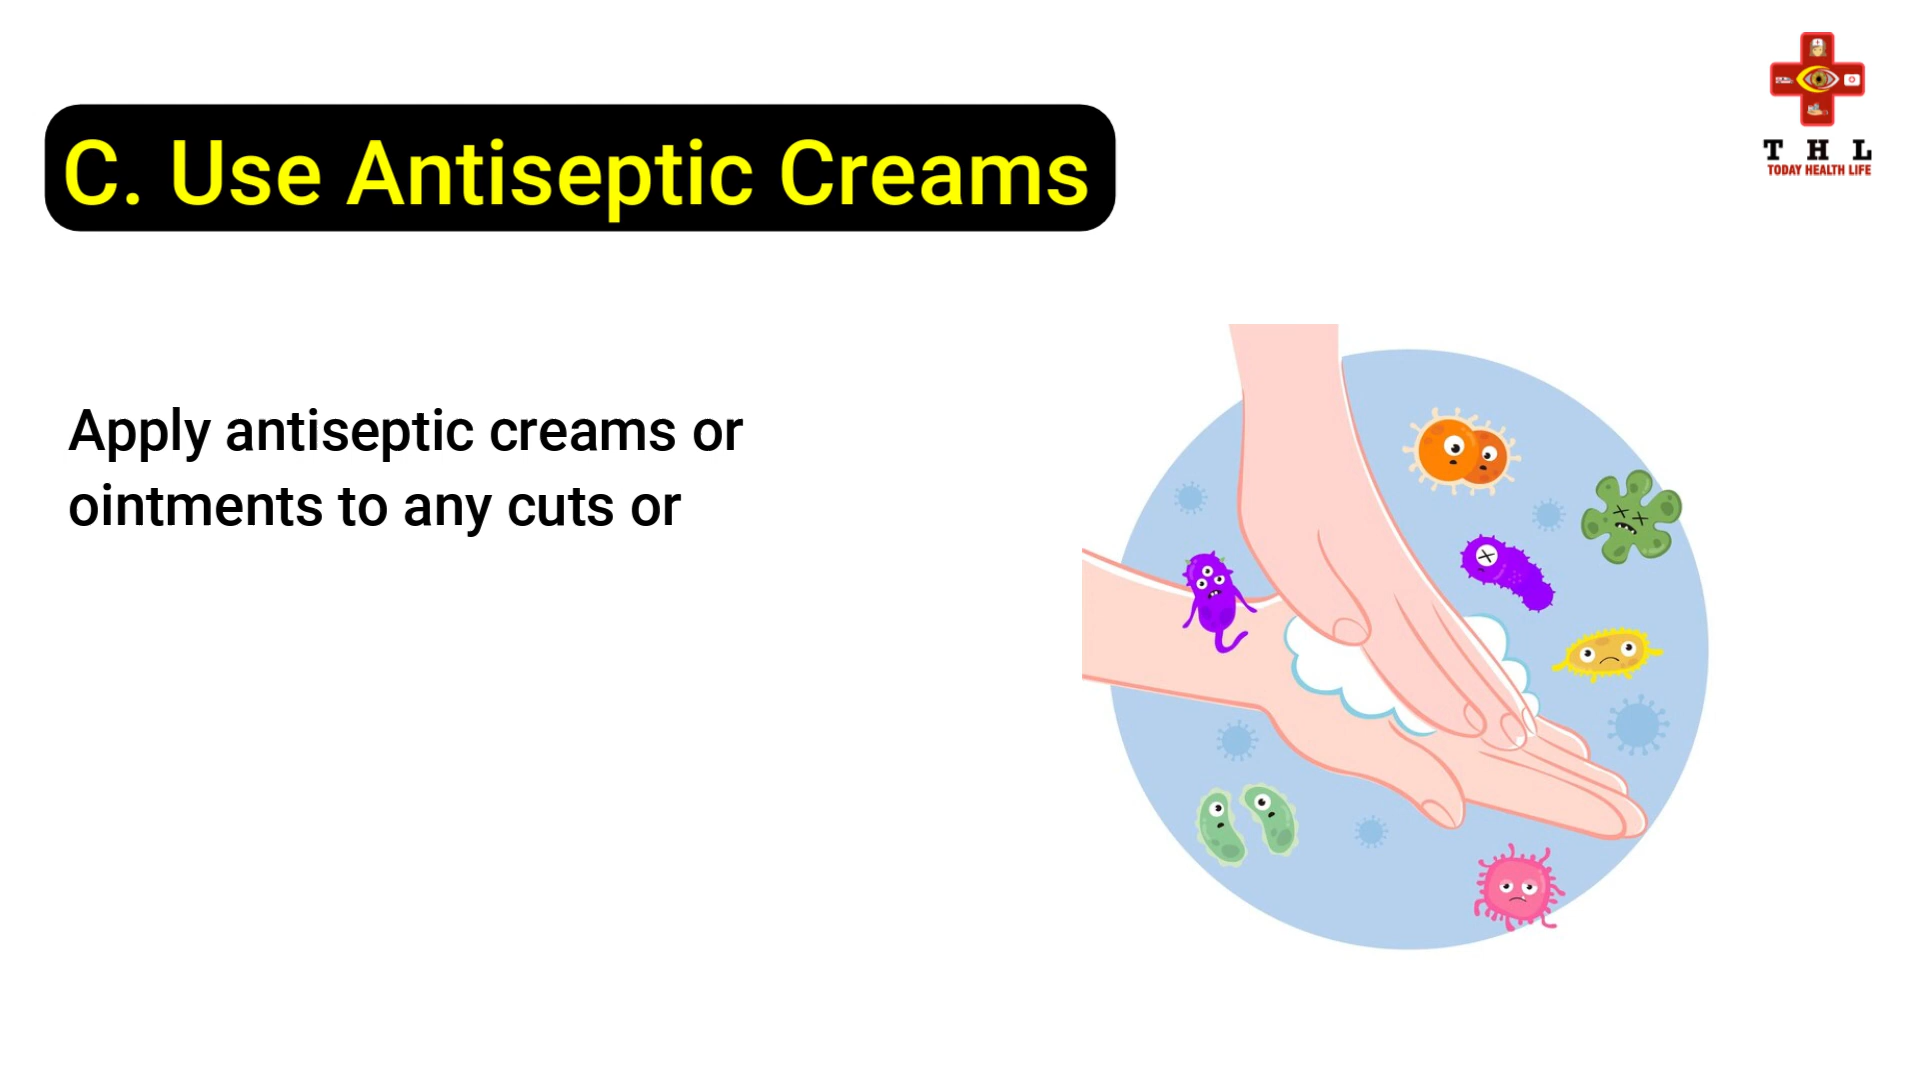 C. Use Antiseptic Creams
Apply antiseptic creams or
ointments to any cuts or
T H L
TODAY HEALTH LIFE